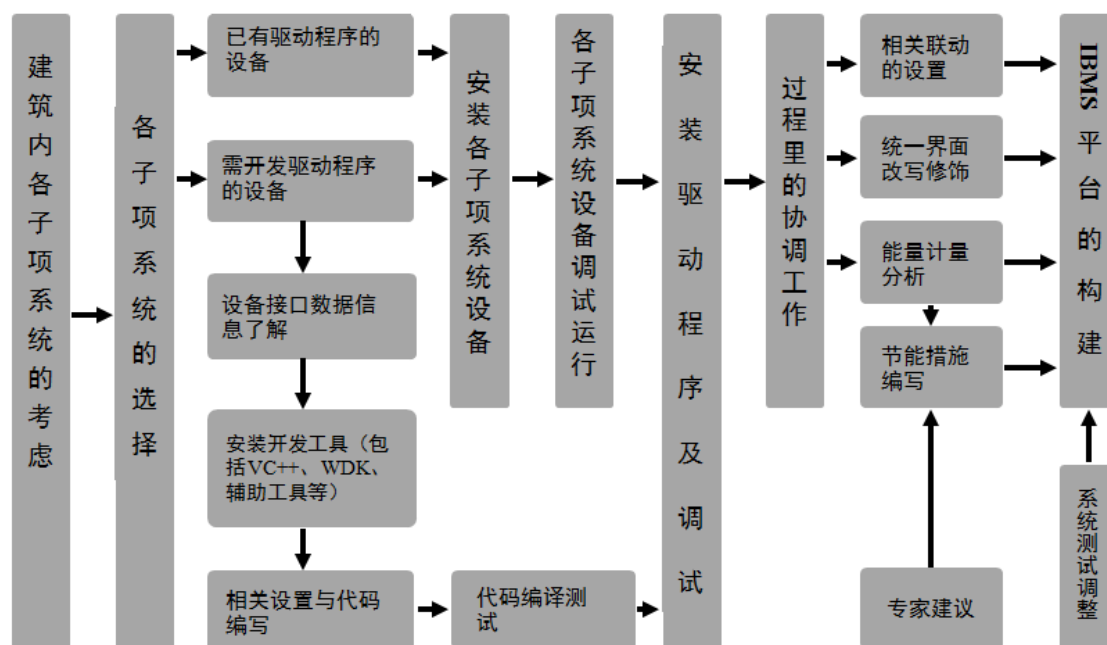 建筑内各子项系统的考虑
各子项系统的选择
已有驱动程序的
设备
需开发驱动程序
的设备
设备接口数据信
息了解
安装开发工具（包
括VC++、WDK、
辅助工具等）
相关设置与代码
编写
安装各子项系统设备
各子项系统设备调试运行
代码编译测
试
安装驱动程序及调试
过程里的协调工作
相关联动
的设置
统一界面
改写修饰
能量计量
分析
节能措施
编写
专家建议
IBMS平台的构建
系统测试调整